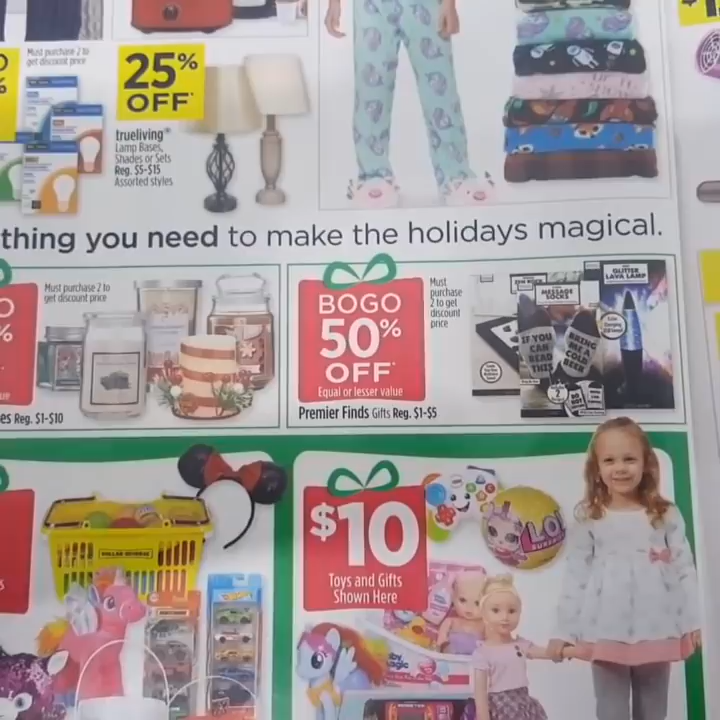 Must purchase 2 to
get discount price
25%
OFF*
trueliving
Lamp Bases,
Shades or Sets
Reg. $5-$15
Assorted styles
thing you need to make the holidays magical.
Must purchase 2 to
get discount price
Reg. $1-$10
BOGO
50%
OFF*
Equal or lesser value
Must
purchase
2 to get
discount
price
Premier Finds Gifts Reg. $1-$5
MESSAGE
SOCKS
IF YOU
CAN
READ
THIS
BRING
ME A
COLD
BEER
GLITTER
LAVA LAMP
DOLLAR GENERAL
$10
Toys and Gifts
Shown Here
LOL
SURPRISE